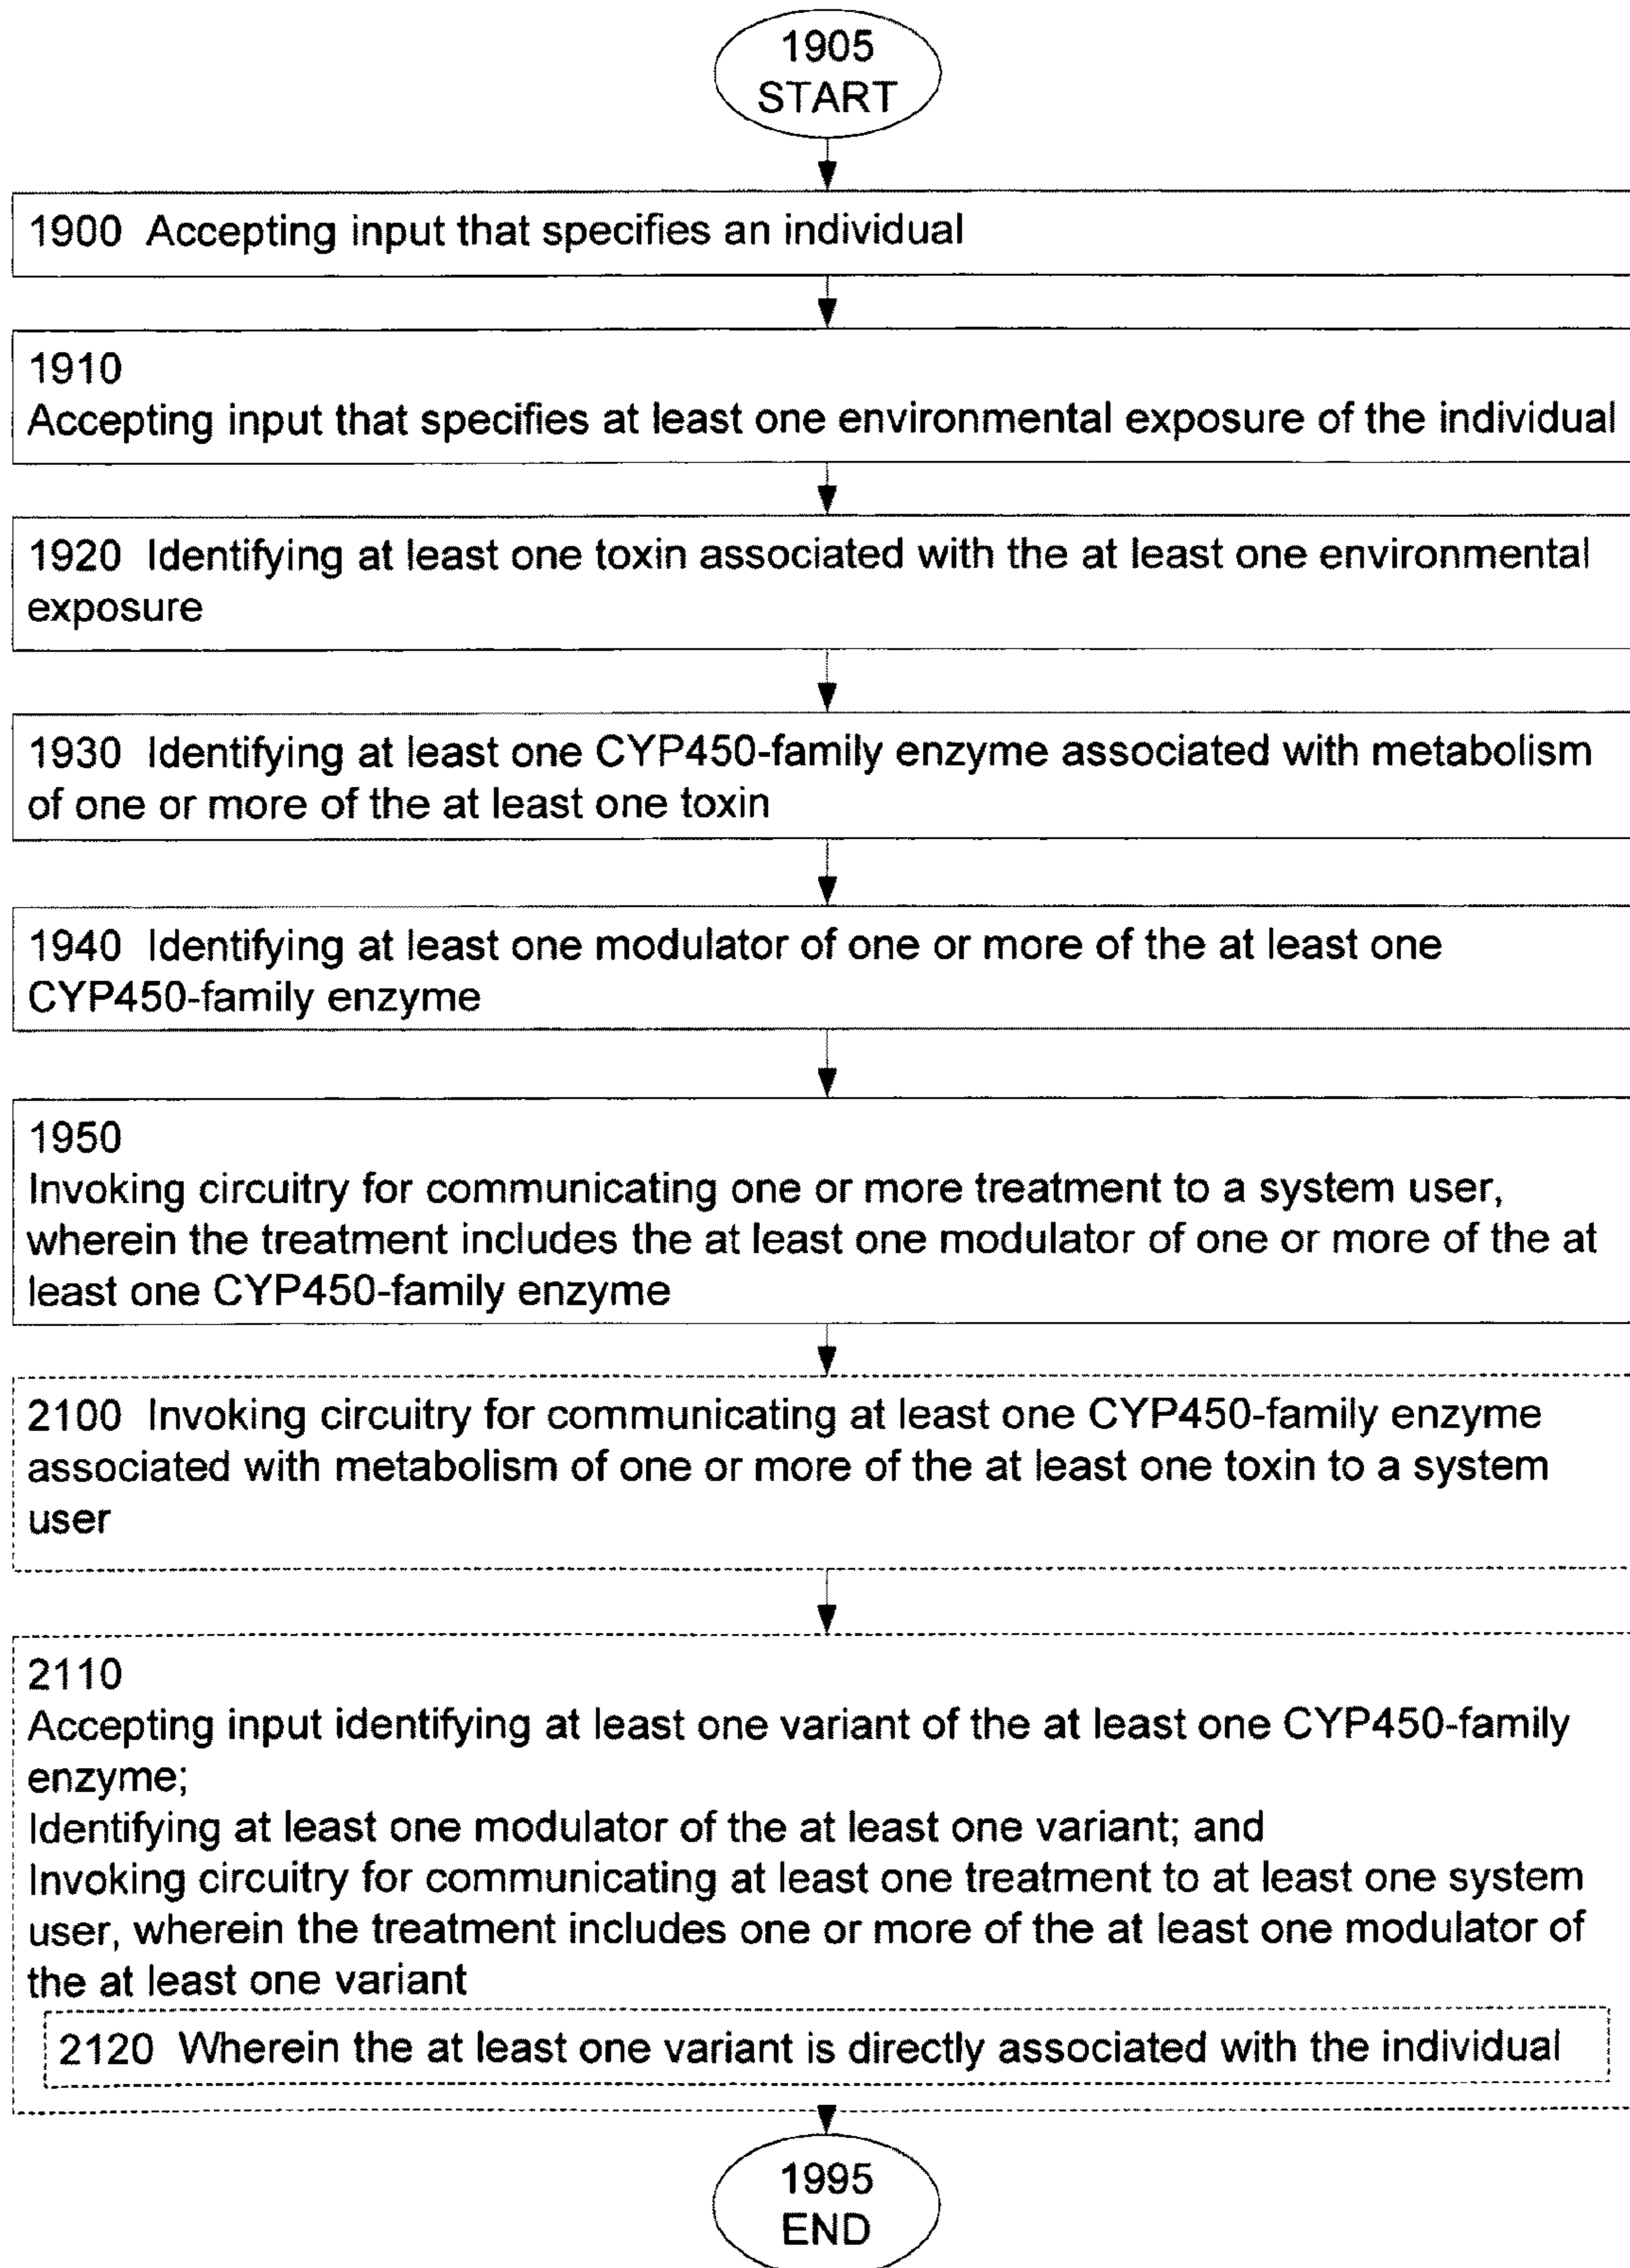 1905
START
1900 Accepting input that specifies an individual
1910
Accepting input that specifies at least one environmental exposure of the individual
1920 Identifying at least one toxin associated with the at least one environmental
exposure
1930 Identifying at least one CYP450-family enzyme associated with metabolism
of one or more of the at least one toxin
1940 Identifying at least one modulator of one or more of the at least one
CYP450-family enzyme
1950
Invoking circuitry for communicating one or more treatment to a system user,
wherein the treatment includes the at least one modulator of one or more of the at
least one CYP450-family enzyme
2100 Invoking circuitry for communicating at least one CYP450-family enzyme
associated with metabolism of one or more of the at least one toxin to a system
user
2110
Accepting input identifying at least one variant of the at least one CYP450-family
enzyme;
Identifying at least one modulator of the at least one variant; and
Invoking circuitry for communicating at least one treatment to at least one system
user, wherein the treatment includes one or more of the at least one modulator of
the at least one variant
2120 Wherein the at least one variant is directly associated with the individual
1995
END